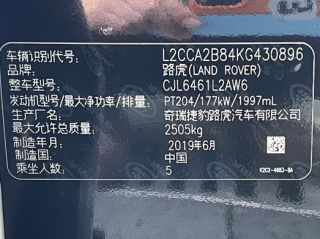 车辆识别代号: L2CCA2B84KG430896
品牌: 路虎(LAND ROVER)
整车型号: CJL6461L2AW6
发动机型号/最大净功率/排量: PT204/177kW/1997mL
生产厂名: 奇瑞捷豹路虎汽车有限公司
最大允许总质量: 2505kg
制造年月: 2019年6月
制造国: 中国
乘坐人数: 5
K2C2-4683-BA